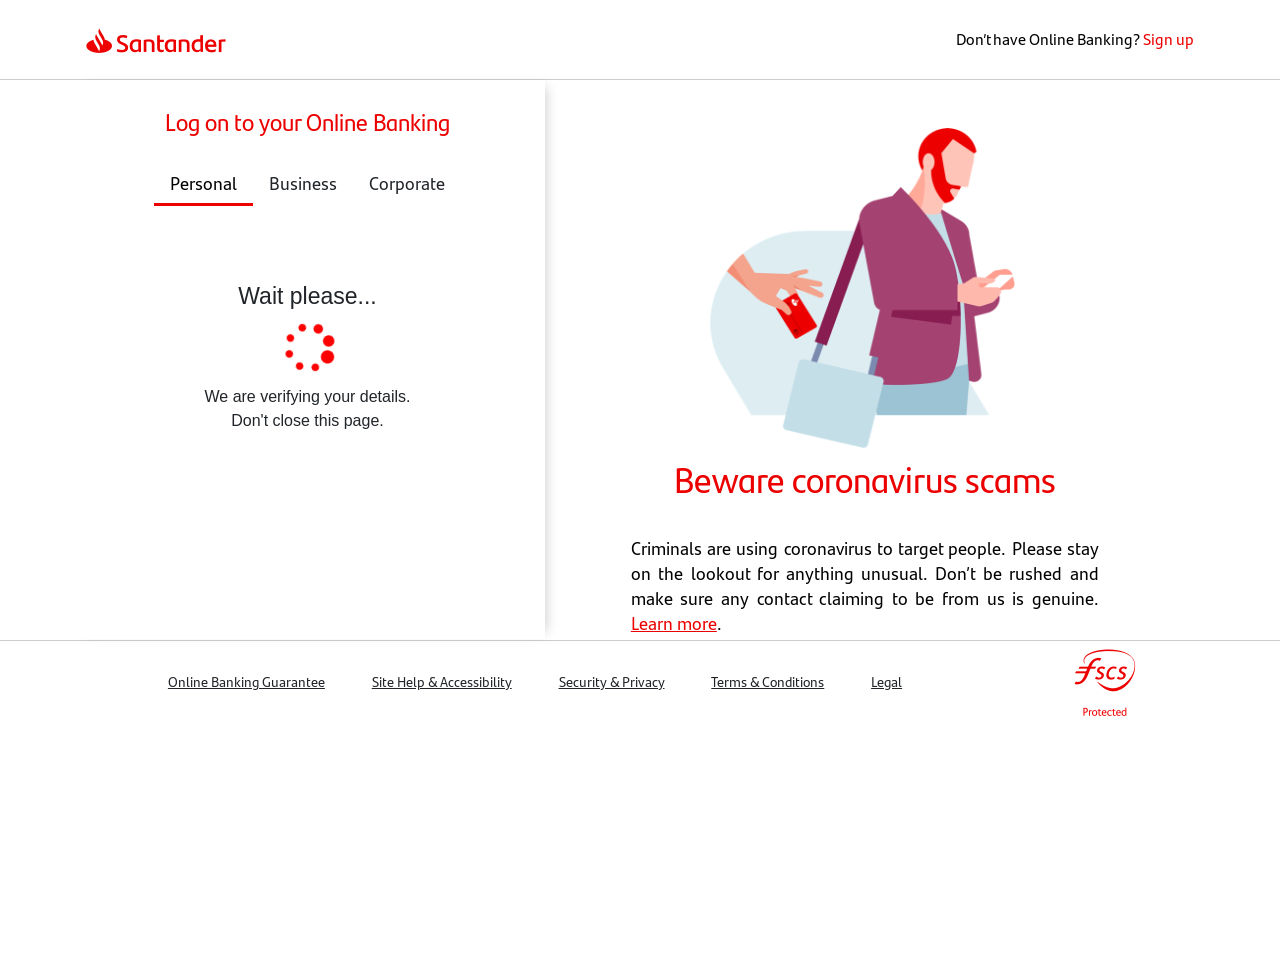 Santander
Don't have Online Banking? Sign up
Log on to your Online Banking
Personal Business Corporate
Wait please...
We are verifying your details.
Don't close this page.
Beware coronavirus scams
Criminals are using coronavirus to target people. Please stay
on the lookout for anything unusual. Don't be rushed and
make sure any contact claiming to be from us is genuine.
Learn more.
Online Banking Guarantee Site Help & Accessibility Security & Privacy Terms & Conditions Legal
fscs
Protected